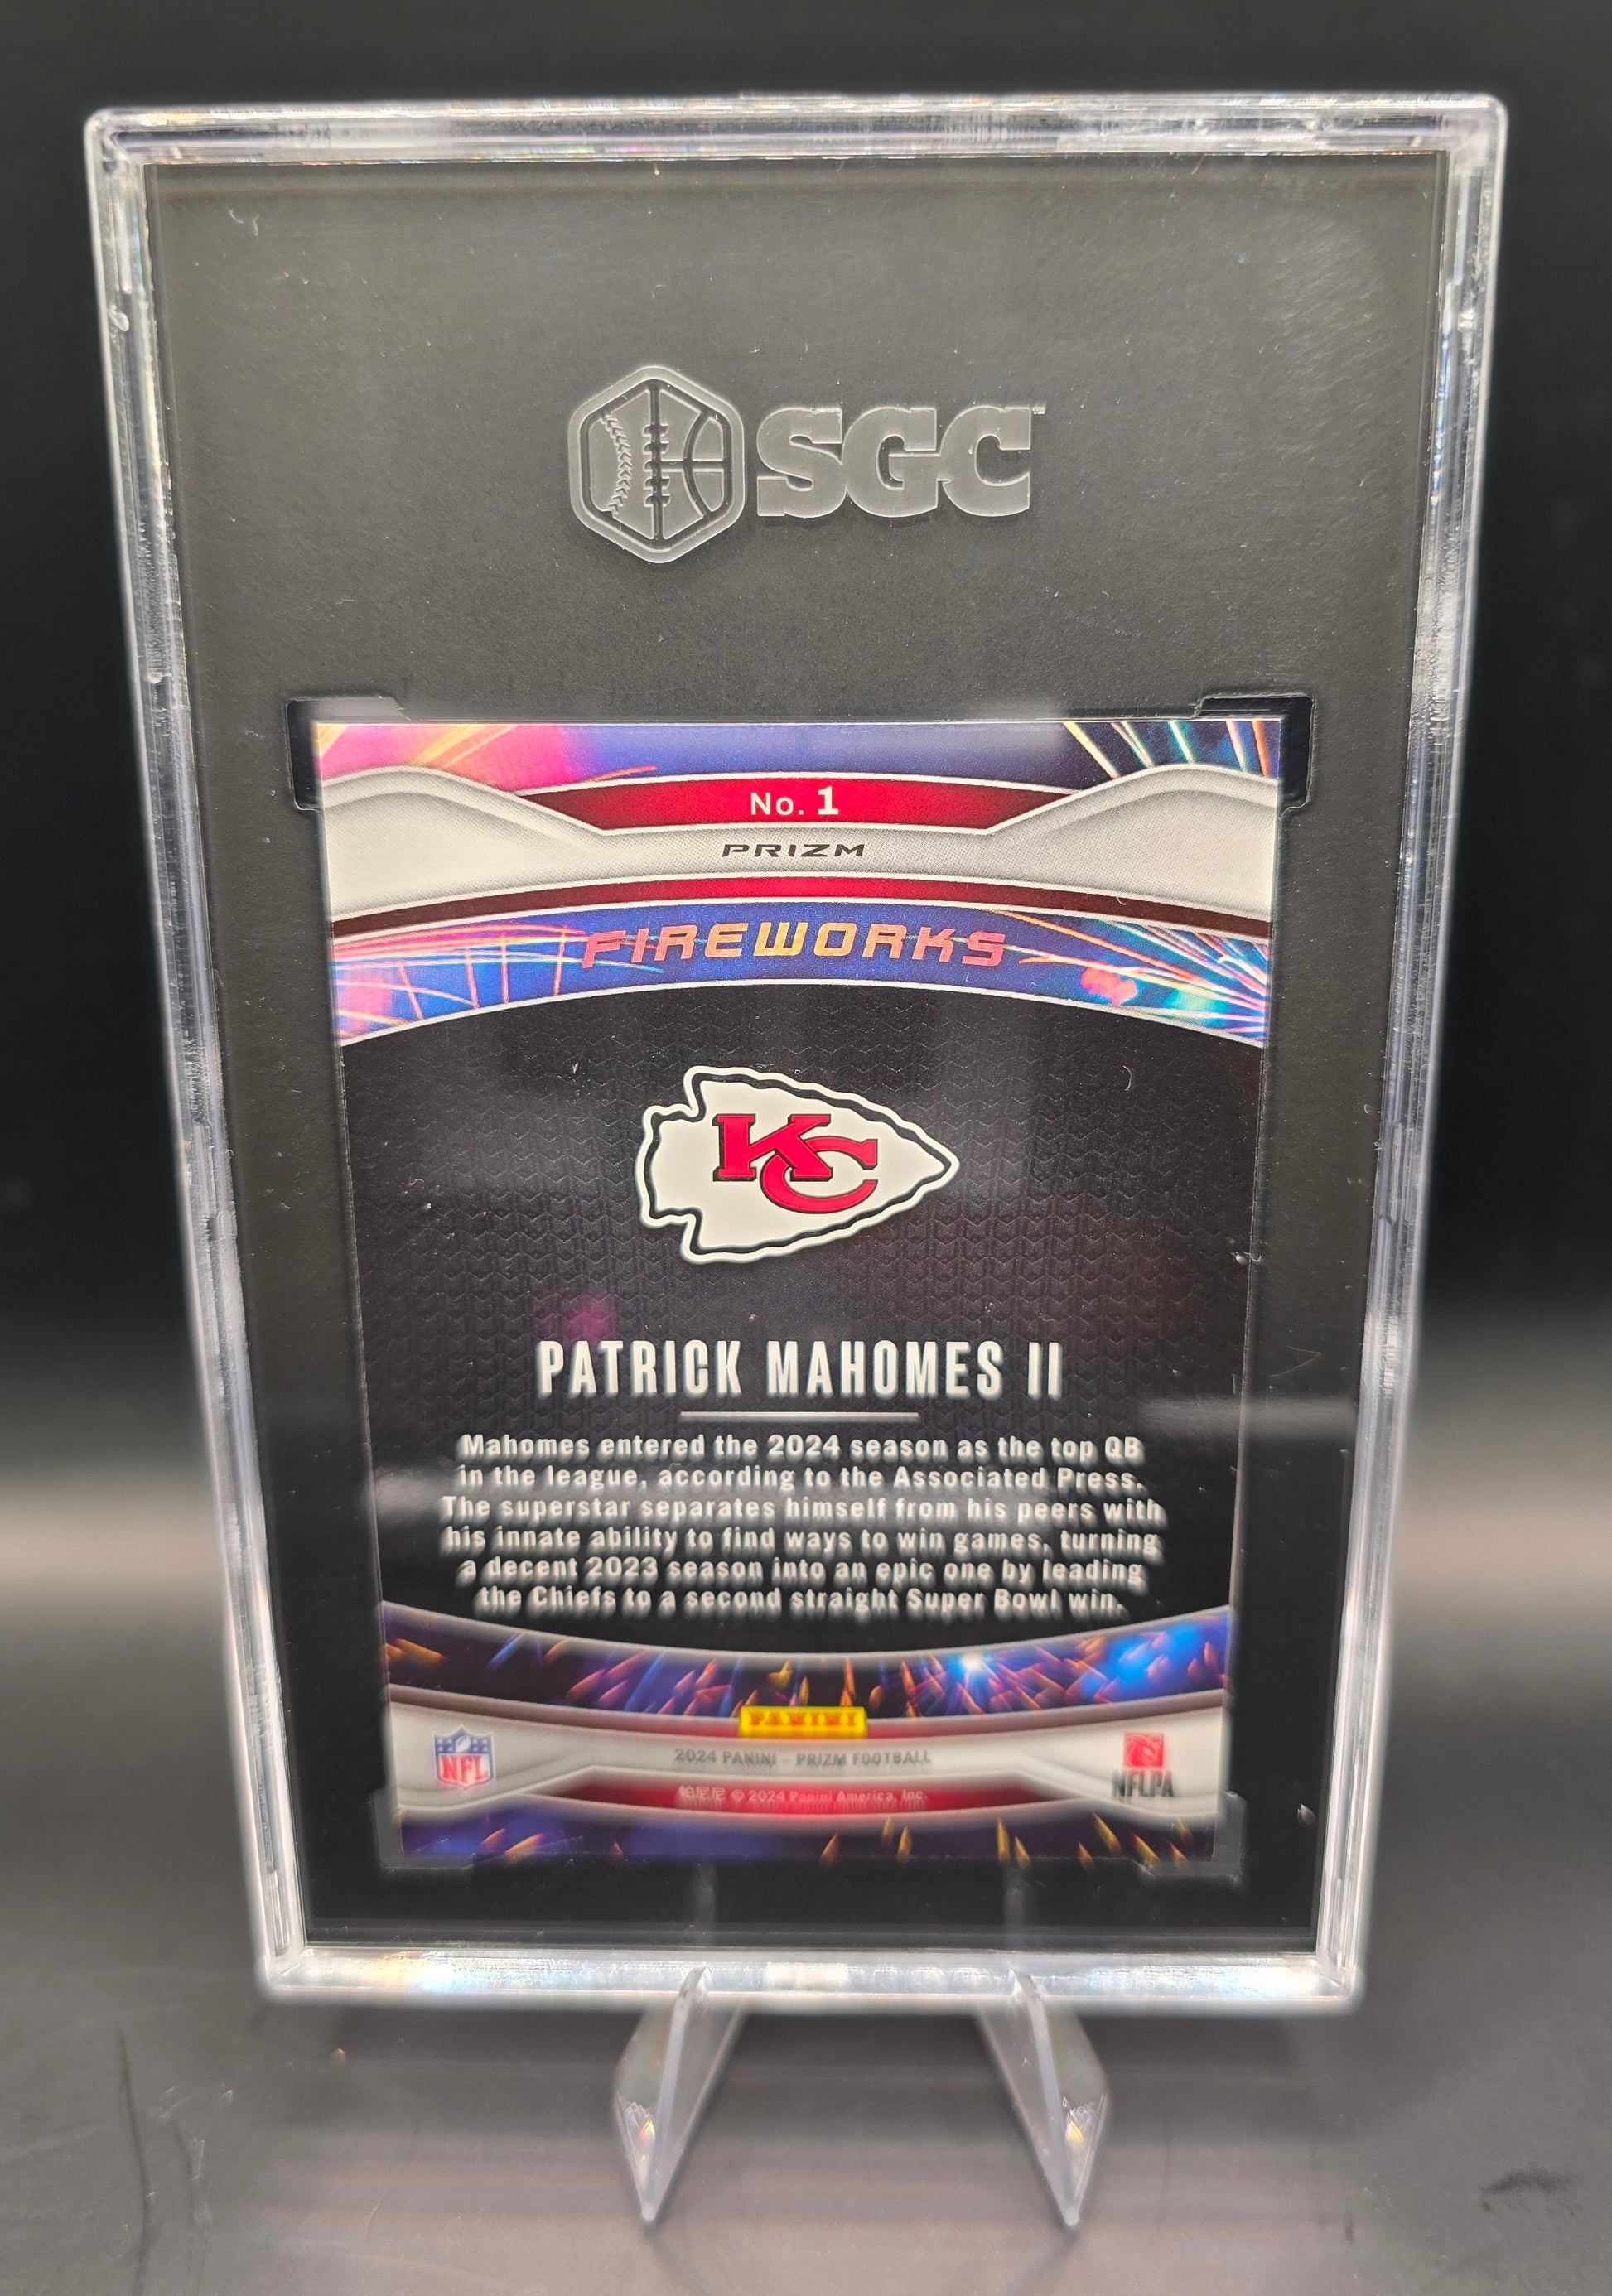 SGC
No. 1
PRIZM
FIREWORKS
KC
PATRICK MAHOMES II
Mahomes entered the 2024 season as the top QB
in the league, according to the Associated Press.
The superstar separates himself from his peers with
his innate ability to find ways to win games, turning
a decent 2023 season into an epic one by leading
the Chiefs to a second straight Super Bowl win.
PANINI
NFL
2024 PANINI - PRIZM FOOTBALL
NFLPA
帕尼尼 © 2024 Panini America, Inc.